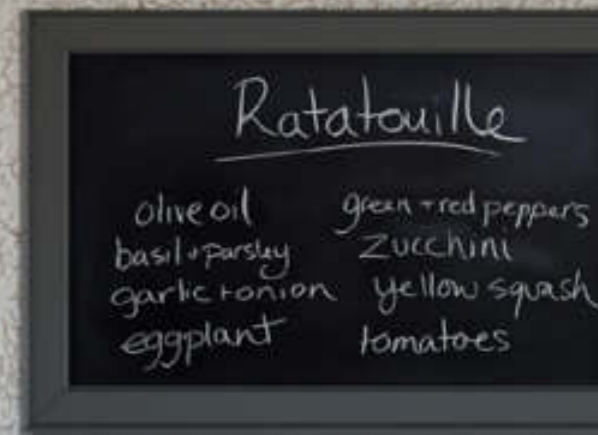 Ratatouille
olive oil
basil + parsley
garlic + onion
eggplant
green + red peppers
zucchini
yellow squash
tomatoes